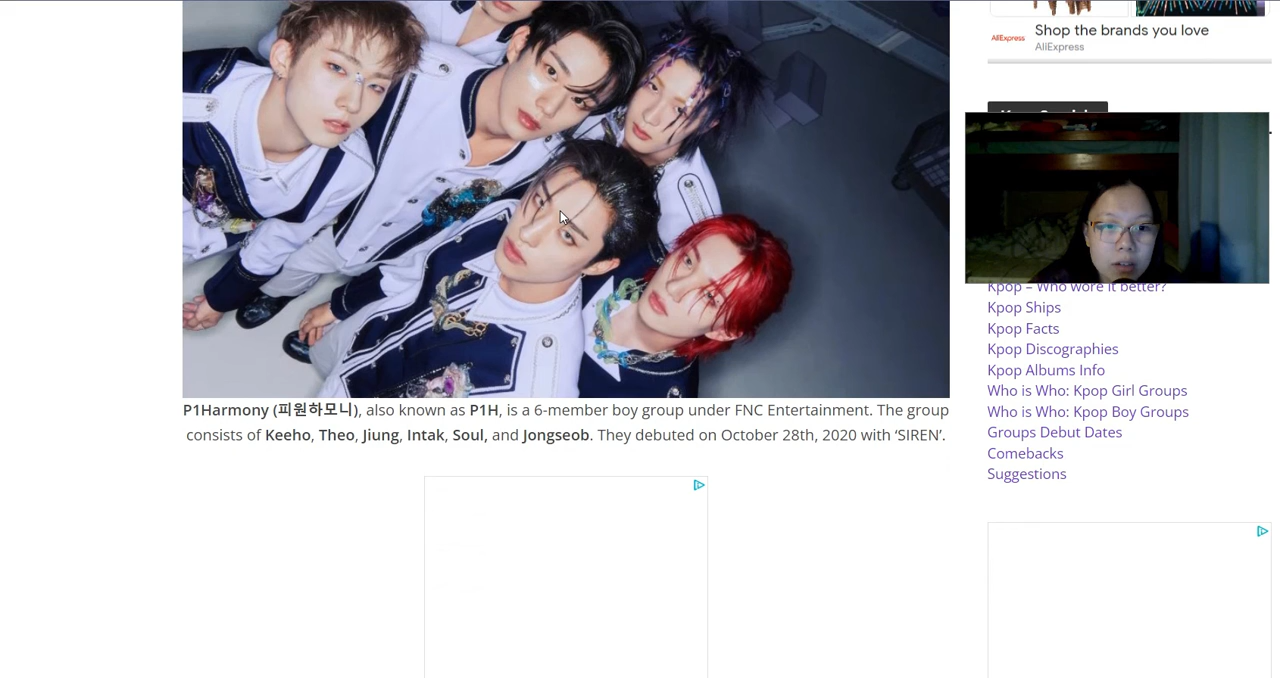 Shop the brands you love
AliExpress
AliExpress
Kpop – Who wore it better?
Kpop Ships
Kpop Facts
Kpop Discographies
Kpop Albums Info
Who is Who: Kpop Girl Groups
Who is Who: Kpop Boy Groups
Groups Debut Dates
Comebacks
Suggestions
P1Harmony (피원하모니), also known as P1H, is a 6-member boy group under FNC Entertainment. The group
consists of Keeho, Theo, Jiung, Intak, Soul, and Jongseob. They debuted on October 28th, 2020 with ‘SIREN’.